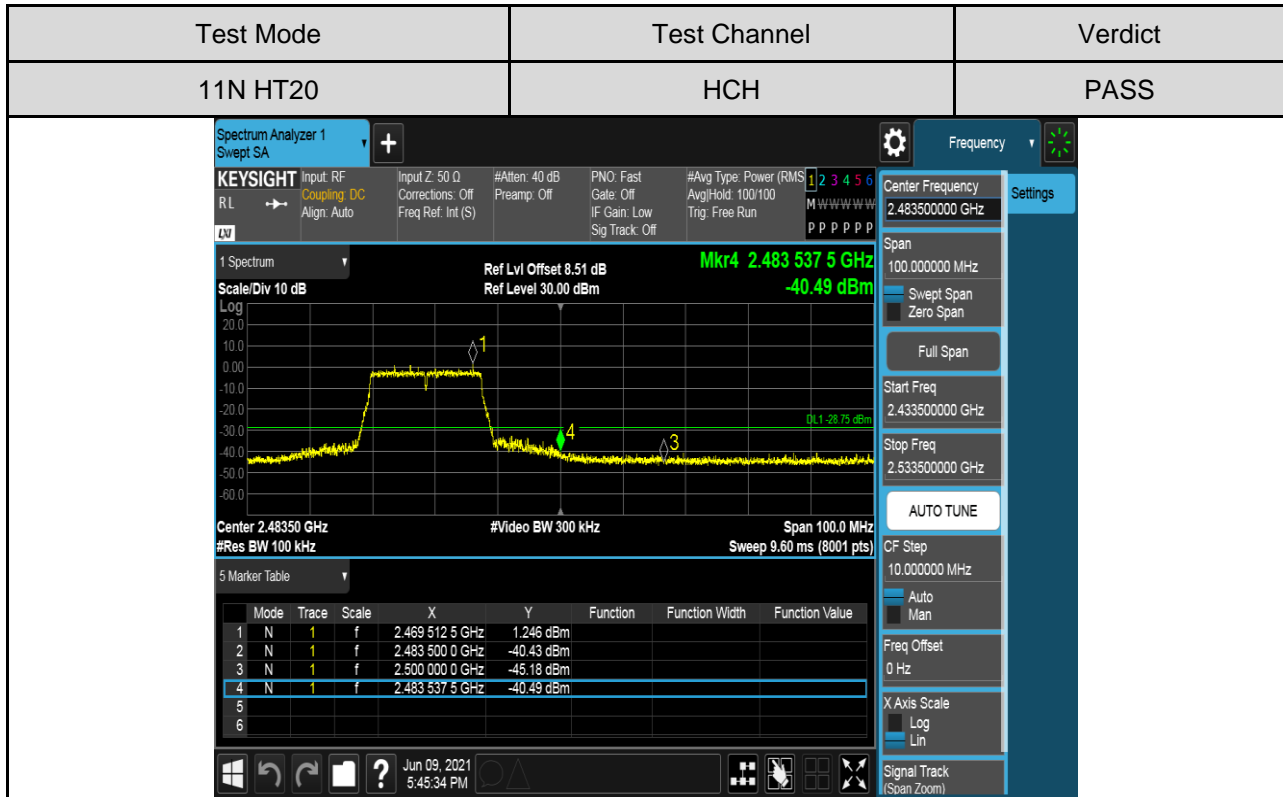 Test Mode Test Channel Verdict
11N HT20 HCH PASS
Spectrum Analyzer 1
Swept SA
+
Frequency
KEYSIGHT Input: RF Input Z: 50 Ω #Atten: 40 dB PNO: Fast #Avg Type: Power (RMS 1 2 3 4 5 6
RL Coupling: DC Corrections: Off Preamp: Off Gate: Off Avg|Hold: 100/100 M W W W W W
Align: Auto Freq Ref: Int (S) IF Gain: Low Trig: Free Run
LXI Sig Track: Off P P P P P P
Center Frequency
2.483500000 GHz
Settings
1 Spectrum
Ref Lvl Offset 8.51 dB
Mkr4 2.483 537 5 GHz
Scale/Div 10 dB Ref Level 30.00 dBm -40.49 dBm
Log
20.0
10.0
0.00
-10.0
-20.0
-30.0
-40.0
-50.0
-60.0
1
DL1 -28.75 dBm
4
3
Center 2.48350 GHz #Video BW 300 kHz Span 100.0 MHz
#Res BW 100 kHz Sweep 9.60 ms (8001 pts)
Span
100.000000 MHz
Swept Span
Zero Span
Full Span
Start Freq
2.433500000 GHz
Stop Freq
2.533500000 GHz
AUTO TUNE
CF Step
10.000000 MHz
Auto
Man
Freq Offset
0 Hz
X Axis Scale
Log
Lin
Signal Track
(Span Zoom)
5 Marker Table
Mode Trace Scale X Y Function Function Width Function Value
1 N 1 f 2.469 512 5 GHz 1.246 dBm
2 N 1 f 2.483 500 0 GHz -40.43 dBm
3 N 1 f 2.500 000 0 GHz -45.18 dBm
4 N 1 f 2.483 537 5 GHz -40.49 dBm
5
6
? Jun 09, 2021
5:45:34 PM